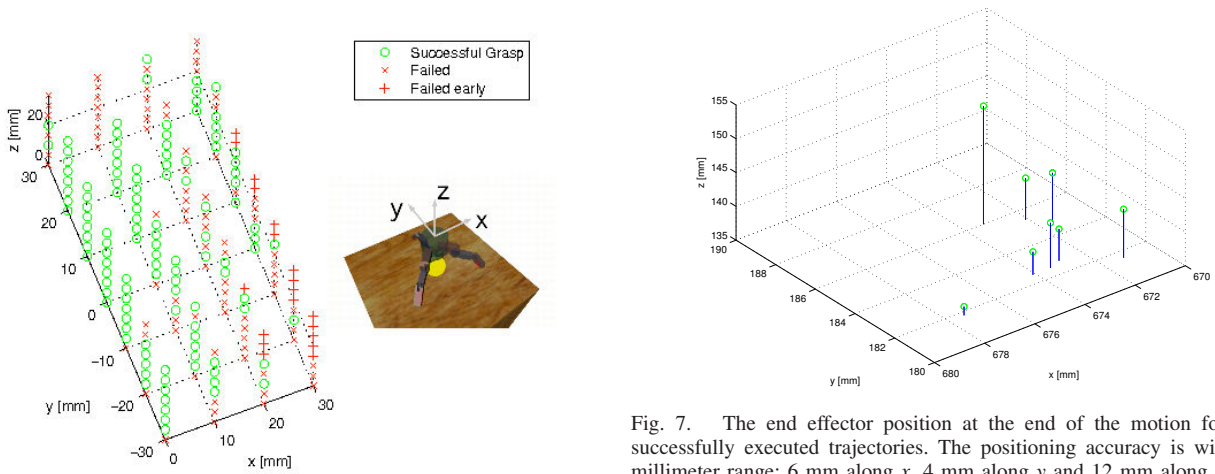 Successful Grasp
Failed
Failed early
20
0
z [mm]
30
20
10
0
−10
−20
−30
y [mm]
0
10
20
30
x [mm]
z
y
x
155
150
145
140
135
z [mm]
190
188
186
184
182
180
y [mm]
680
678
676
674
672
670
x [mm]
Fig. 7. The end effector position at the end of the motion fo
successfully executed trajectories. The positioning accuracy is wi
millimeter range: 6 mm along x, 4 mm along y and 12 mm along